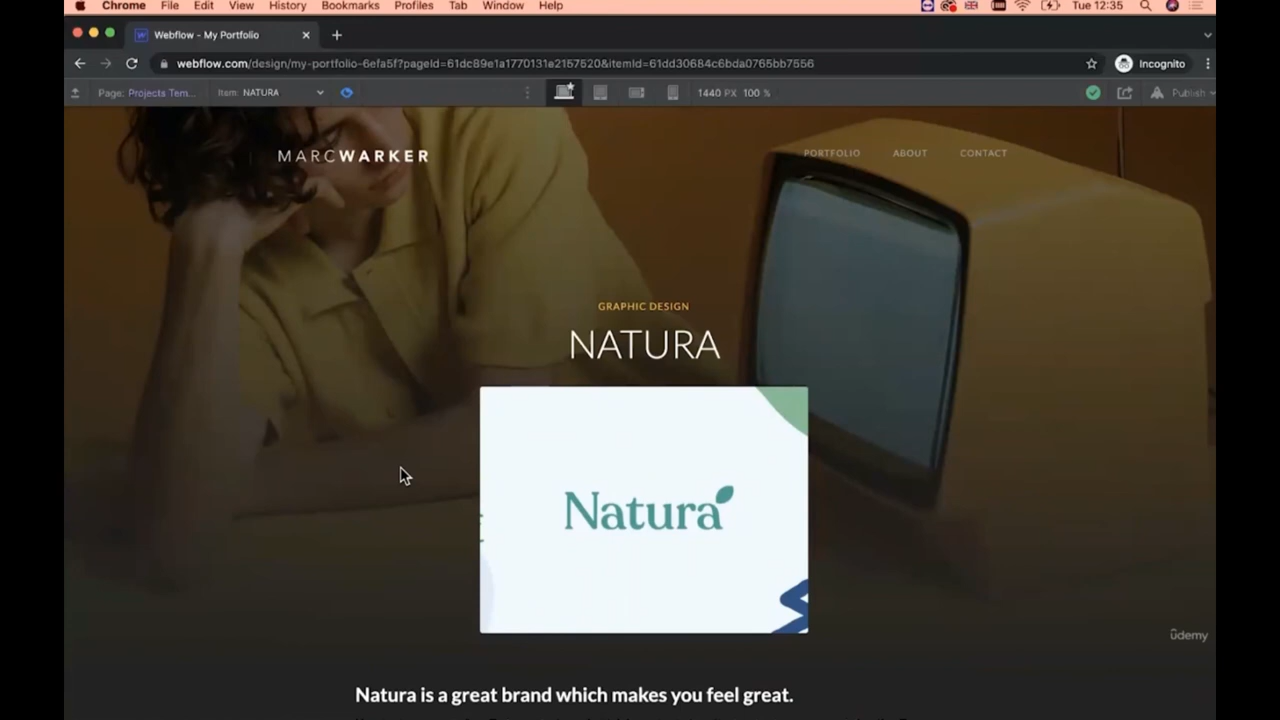 Chrome File Edit View History Bookmarks Profiles Tab Window Help Tue 12:35
Webflow - My Portfolio
webflow.com/design/my-portfolio-6efa5f?pageId=61dc89e1a1770131a2157520&itemId=61dd30684c6bda0765bb7556 Incognito
Page: Projects Tem... Item: NATURA 1440 PX 100 % Publish
MARCWARKER PORTFOLIO ABOUT CONTACT
GRAPHIC DESIGN
NATURA
Natura
ûdemy
Natura is a great brand which makes you feel great.